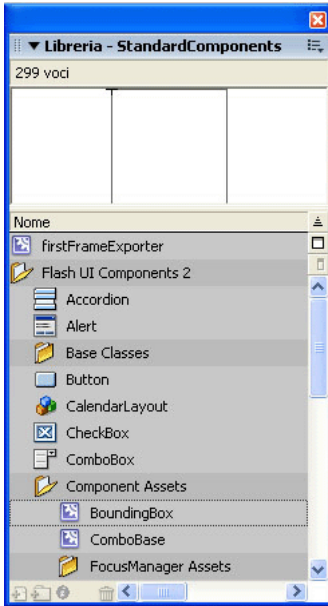 Libreria - StandardComponents
299 voci
Nome
firstFrameExporter
Flash UI Components 2
Accordion
Alert
Base Classes
Button
CalendarLayout
CheckBox
ComboBox
Component Assets
BoundingBox
ComboBase
FocusManager Assets